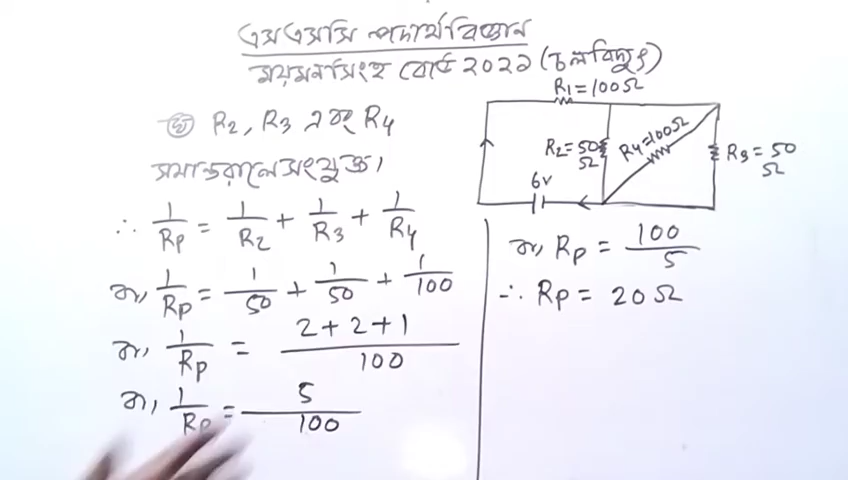 এসএসসি পদার্থবিজ্ঞান
ময়মনসিংহ বোর্ড ২০২১ (চলবিদ্যুৎ)
R₁=100Ω
R₂=50Ω
R₄=100Ω
R₃=50Ω
6v
ঘ R₂, R₃ এবং R₄
সমান্তরালে সংযুক্ত।
∴ 1/Rp = 1/R₂ + 1/R₃ + 1/R₄
বা, 1/Rp = 1/50 + 1/50 + 1/100
বা, 1/Rp = (2+2+1)/100
বা, 1/Rp = 5/100
বা, Rp = 100/5
∴ Rp = 20Ω